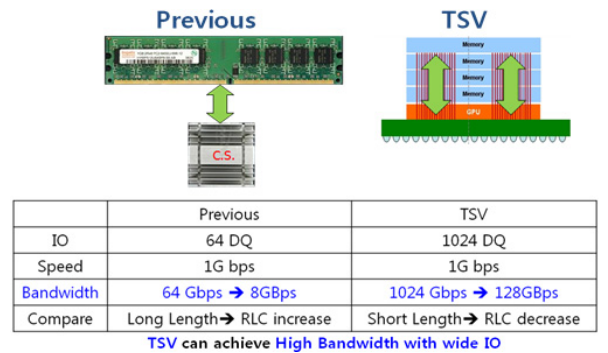 Previous TSV
Memory
Memory
Memory
Memory
GPU
C.S.
Previous TSV
IO 64 DQ 1024 DQ
Speed 1G bps 1G bps
Bandwidth 64 Gbps ➔ 8GBps 1024 Gbps ➔ 128GBps
Compare Long Length➔ RLC increase Short Length➔ RLC decrease
TSV can achieve High Bandwidth with wide IO